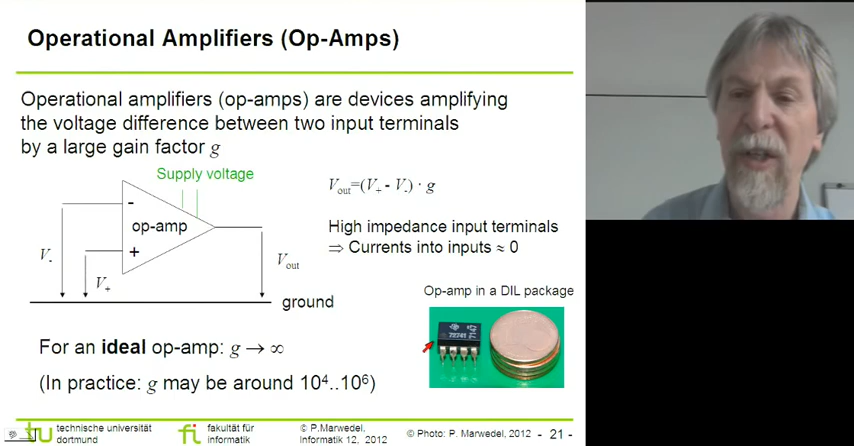 Operational Amplifiers (Op-Amps)
Operational amplifiers (op-amps) are devices amplifying
the voltage difference between two input terminals
by a large gain factor g
Supply voltage
Vout=(V+ - V-) · g
-
op-amp
+
High impedance input terminals
⇒ Currents into inputs ≈ 0
V-
V+
Vout
ground
Op-amp in a DIL package
For an ideal op-amp: g → ∞
(In practice: g may be around 10⁴..10⁶)
tu
technische universität
dortmund
fi
fakultät für
informatik
© P.Marwedel,
Informatik 12, 2012
© Photo: P. Marwedel, 2012
- 21 -